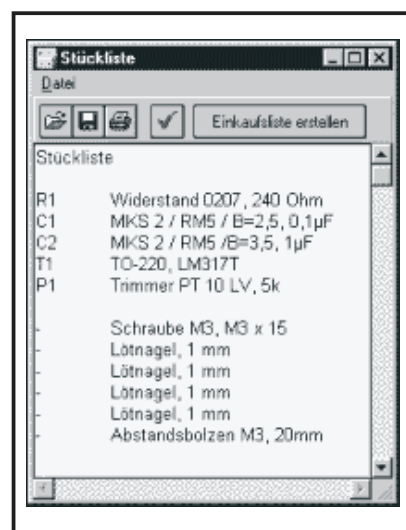 Stückliste
Datei
Einkaufsliste erstellen
Stückliste
R1 Widerstand 0207, 240 Ohm
C1 MKS 2 / RM5 / B=2,5, 0,1µF
C2 MKS 2 / RM5 /B=3,5, 1µF
T1 TO-220, LM317T
P1 Trimmer PT 10 LV, 5k
- Schraube M3, M3 x 15
- Lötnagel, 1 mm
- Lötnagel, 1 mm
- Lötnagel, 1 mm
- Lötnagel, 1 mm
- Abstandsbolzen M3, 20mm